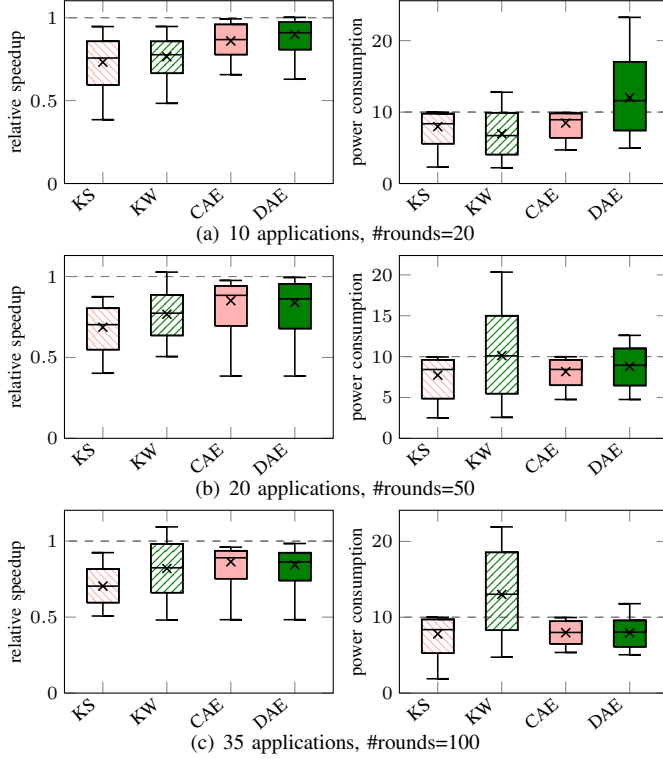 relative speedup
1
0.5
0
KS
KW
CAE
DAE
power consumption
20
10
0
KS
KW
CAE
DAE
(a) 10 applications, #rounds=20
relative speedup
1
0.5
0
KS
KW
CAE
DAE
power consumption
20
15
10
5
0
KS
KW
CAE
DAE
(b) 20 applications, #rounds=50
relative speedup
1
0.5
0
KS
KW
CAE
DAE
power consumption
20
10
0
KS
KW
CAE
DAE
(c) 35 applications, #rounds=100